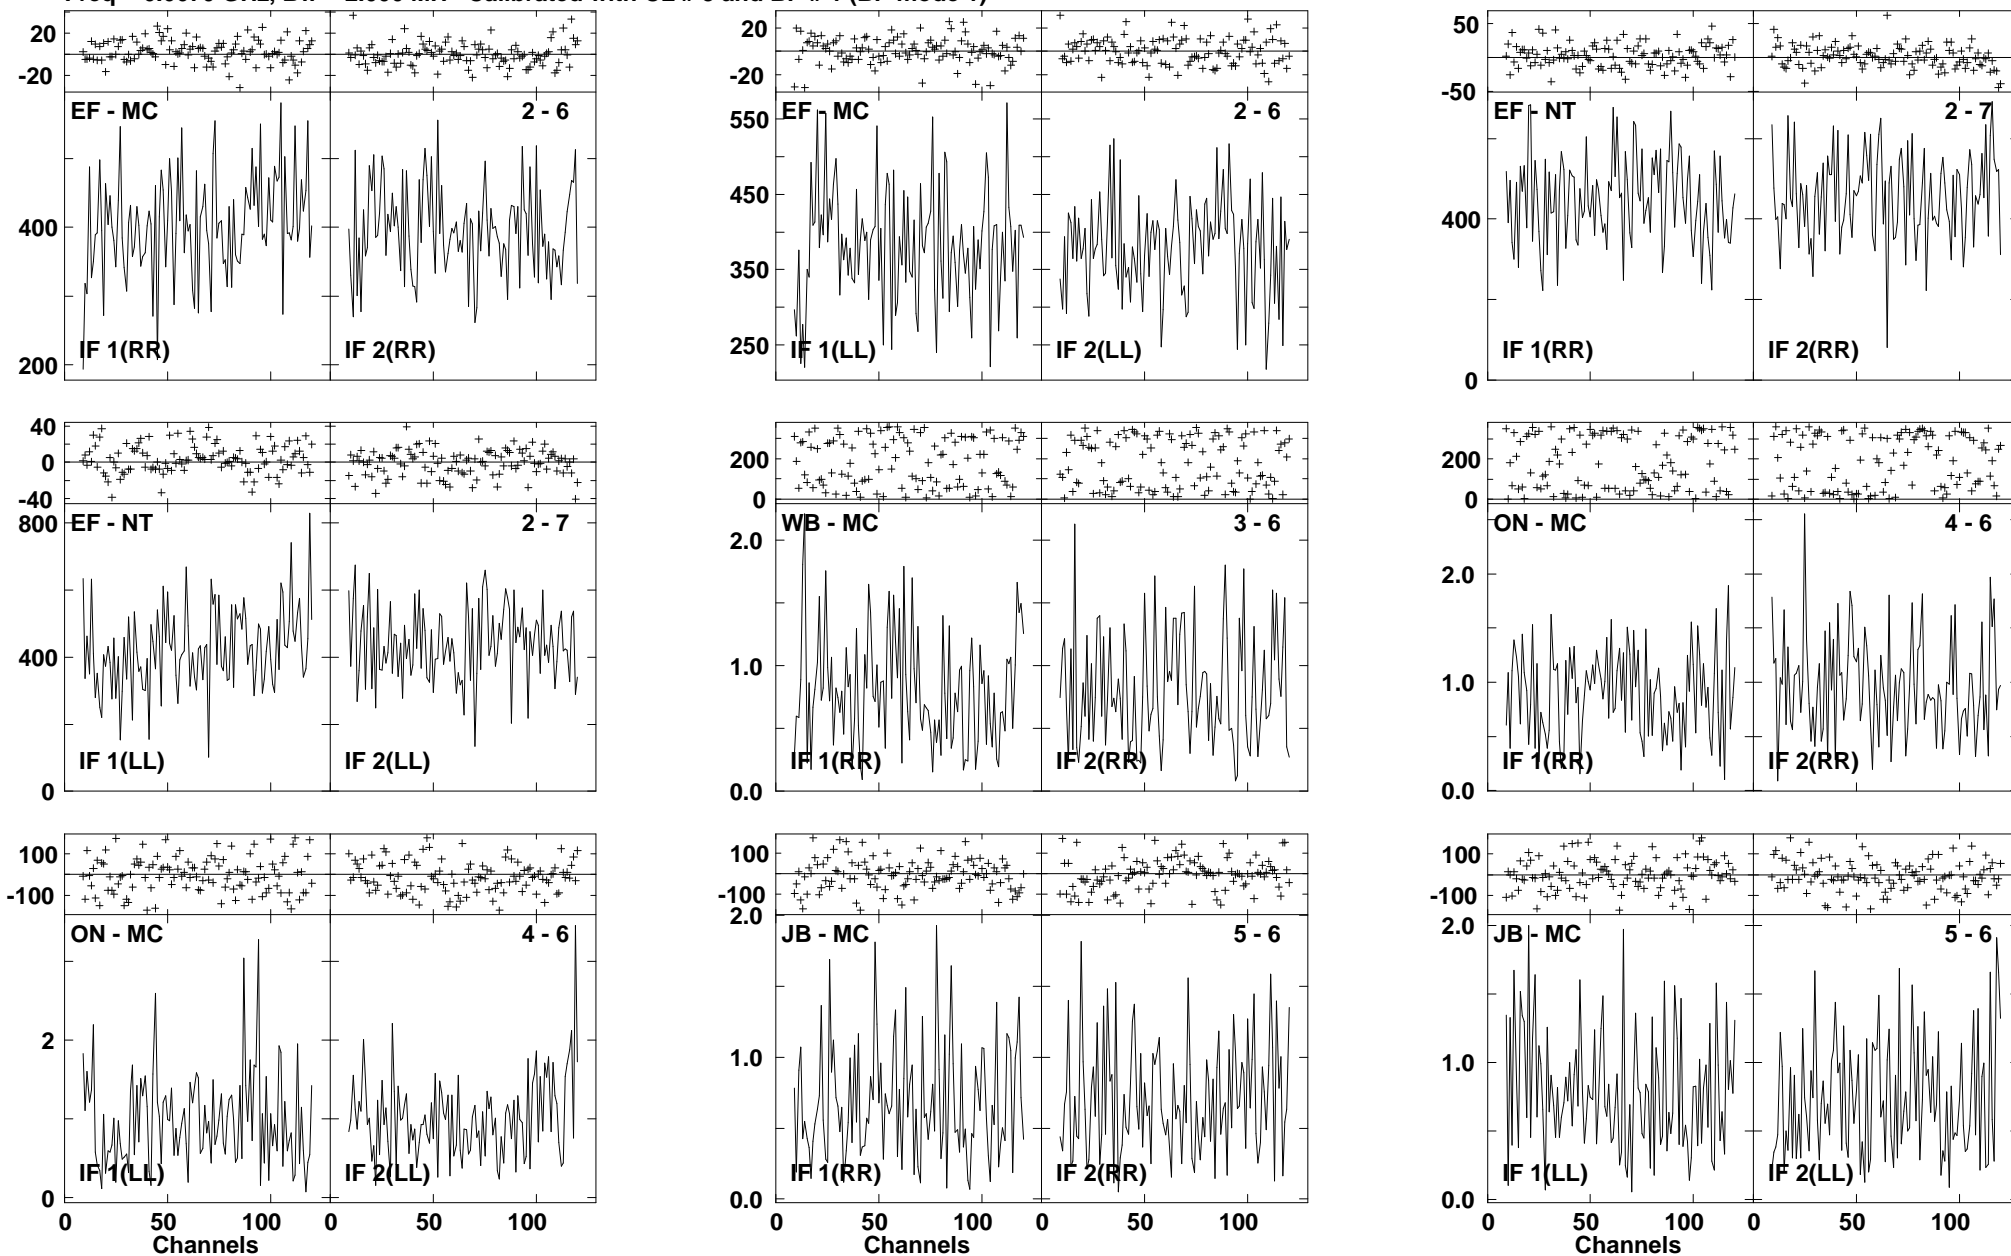 20
-20
EF - MC
2 - 6
400
200
IF 1(RR)
IF 2(RR)
20
-20
EF - MC
2 - 6
550
450
350
250
IF 1(LL)
IF 2(LL)
50
-50
EF - NT
2 - 7
400
0
IF 1(RR)
IF 2(RR)
40
0
-40
EF - NT
2 - 7
800
400
0
IF 1(LL)
IF 2(LL)
200
0
WB - MC
3 - 6
2.0
1.0
0.0
IF 1(RR)
IF 2(RR)
200
0
ON - MC
4 - 6
2.0
1.0
0.0
IF 1(RR)
IF 2(RR)
100
-100
ON - MC
4 - 6
2
0
IF 1(LL)
IF 2(LL)
0 50 100 0 50 100
Channels
100
-100
JB - MC
5 - 6
2.0
1.0
0.0
IF 1(RR)
IF 2(RR)
0 50 100 0 50 100
Channels
100
-100
JB - MC
5 - 6
2.0
1.0
0.0
IF 1(LL)
IF 2(LL)
0 50 100 0 50 100
Channels